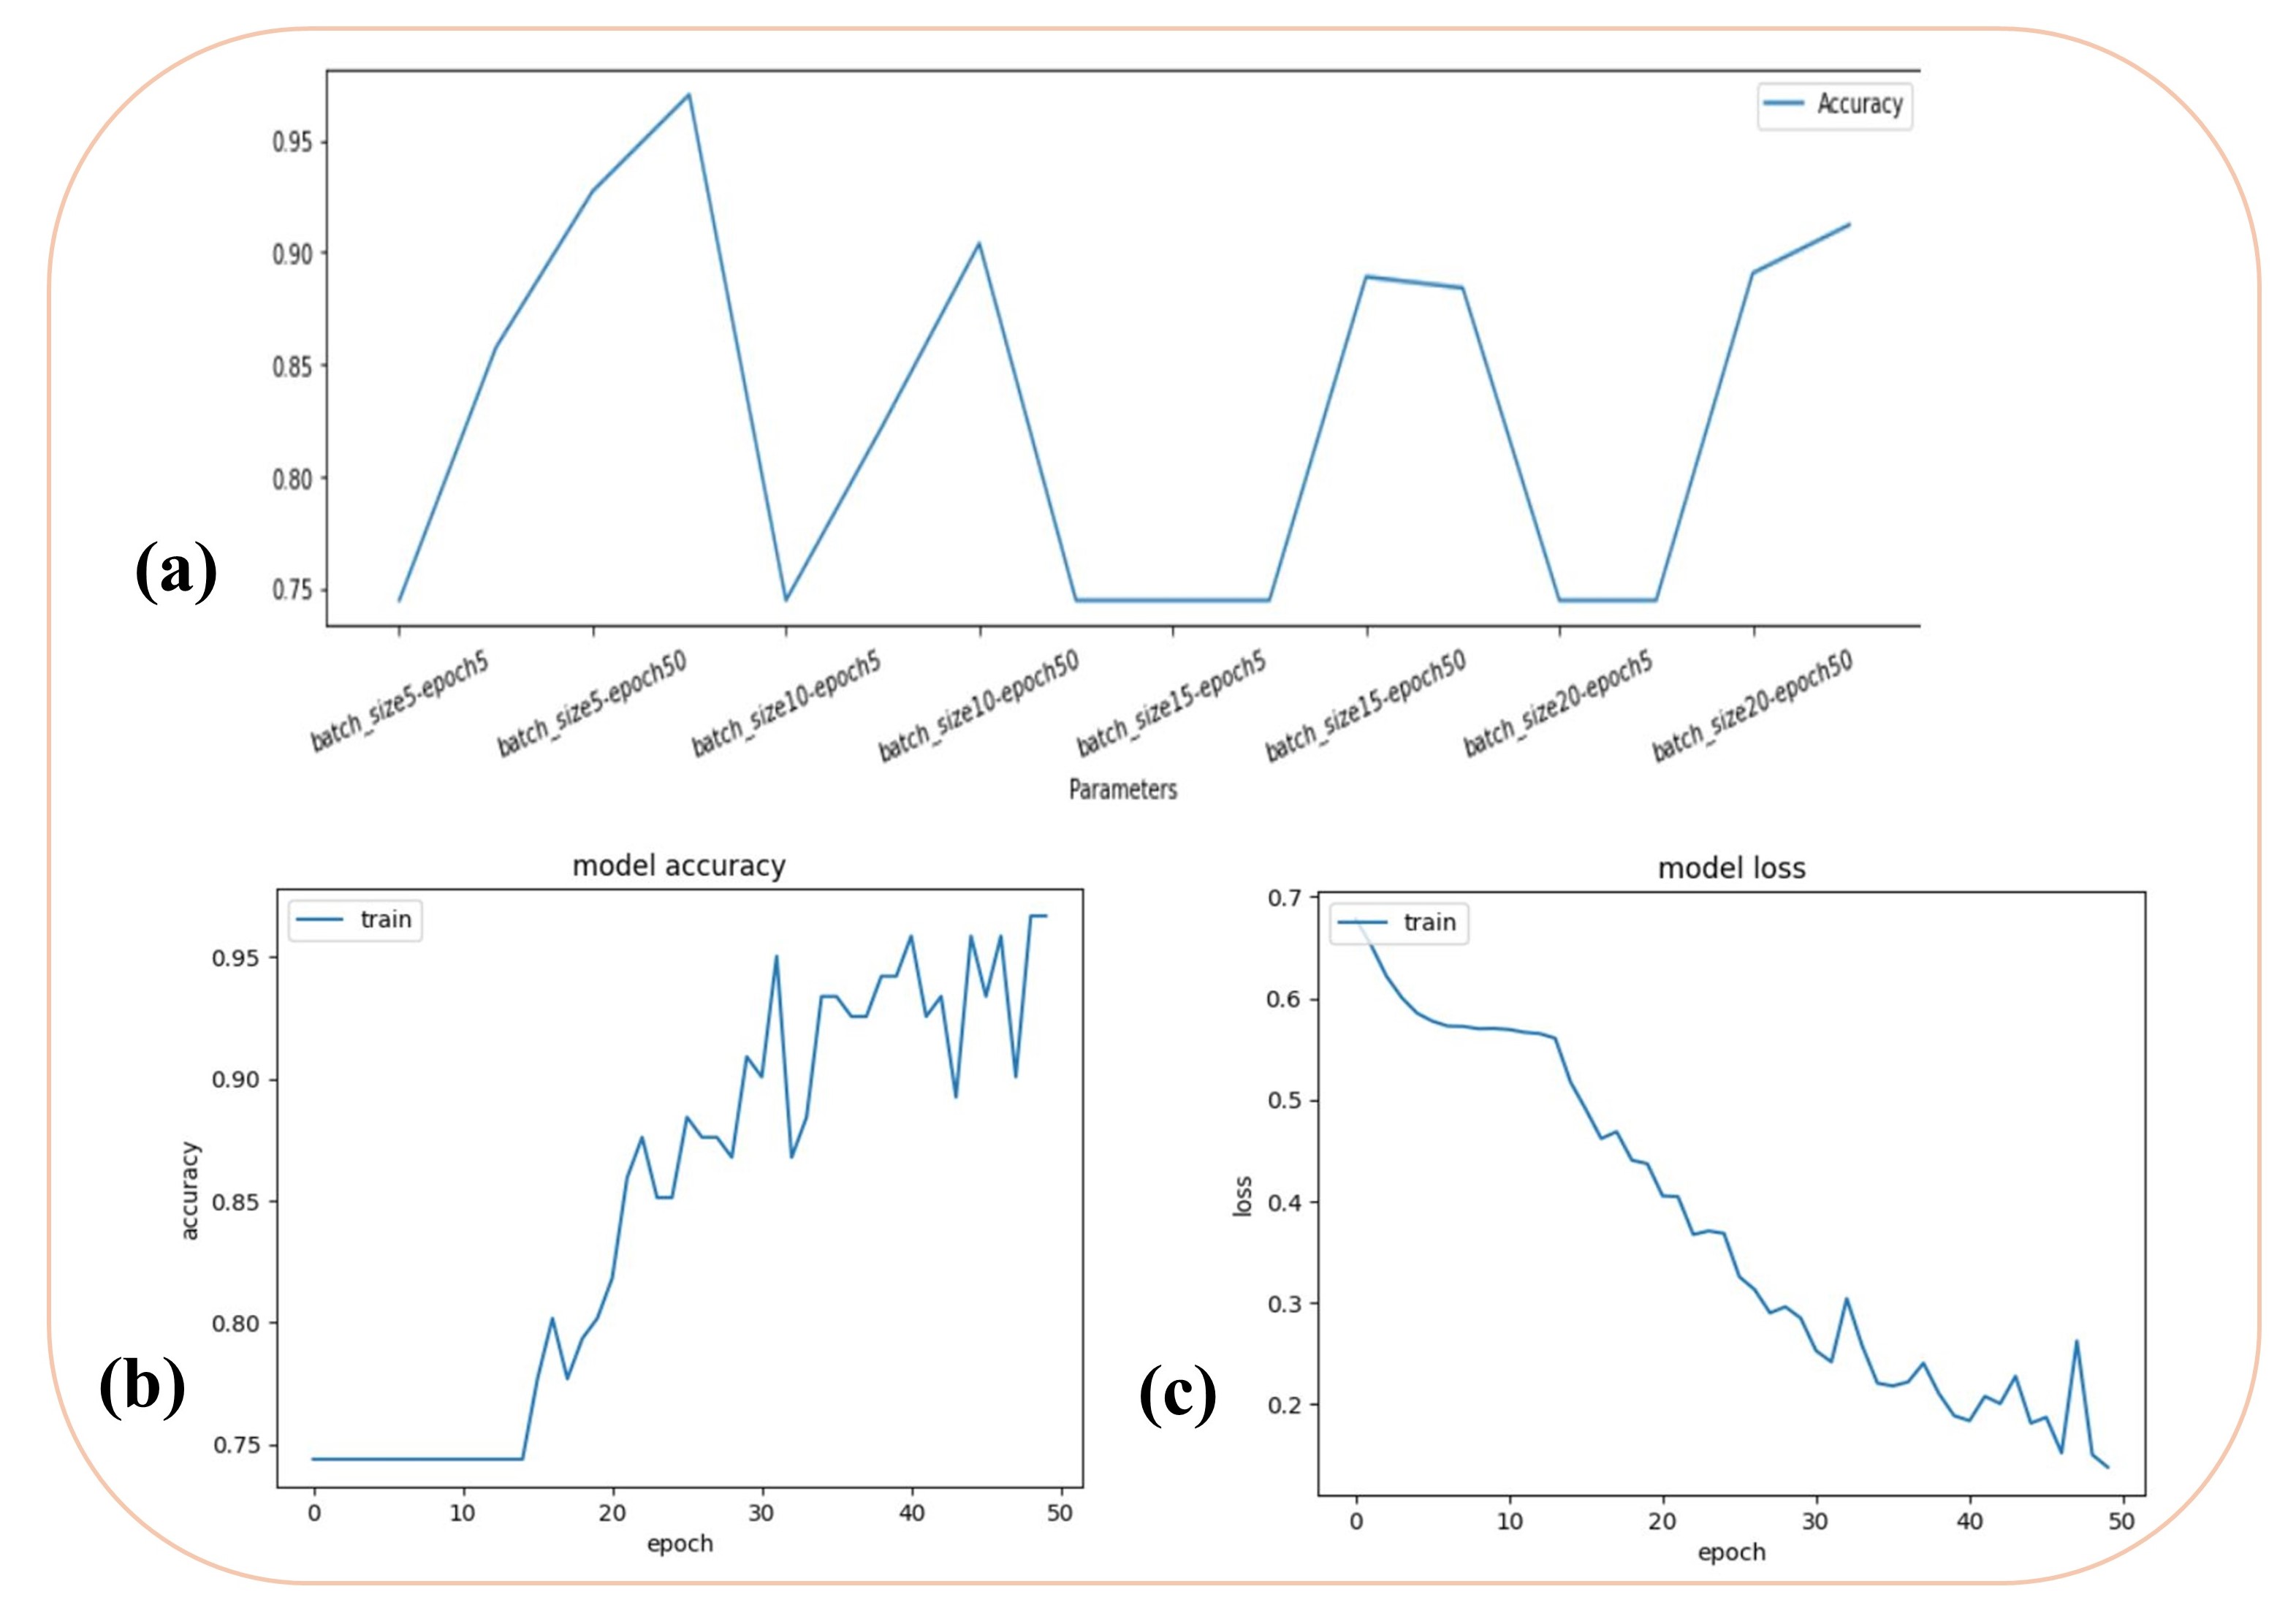 Accuracy
0.95
0.90
0.85
0.80
0.75
(a)
batch_size5-epoch5
batch_size5-epoch50
batch_size10-epoch5
batch_size10-epoch50
batch_size15-epoch5
batch_size15-epoch50
batch_size20-epoch5
batch_size20-epoch50
Parameters
model accuracy
train
0.95
0.90
0.85
0.80
0.75
accuracy
(b)
0 10 20 30 40 50
epoch
model loss
train
0.7
0.6
0.5
0.4
0.3
0.2
loss
(c)
0 10 20 30 40 50
epoch